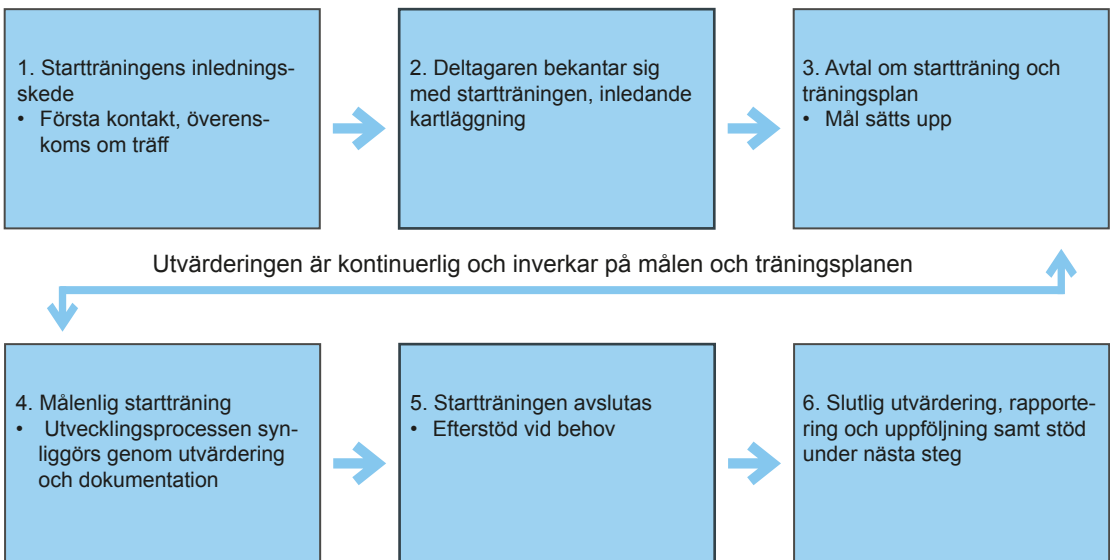 1. Startträningens inlednings-
skede
• Första kontakt, överens-
koms om träff
2. Deltagaren bekantar sig
med startträningen, inledande
kartläggning
3. Avtal om startträning och
träningsplan
• Mål sätts upp
Utvärderingen är kontinuerlig och inverkar på målen och träningsplanen
4. Målenlig startträning
• Utvecklingsprocessen syn-
liggörs genom utvärdering
och dokumentation
5. Startträningen avslutas
• Efterstöd vid behov
6. Slutlig utvärdering, rapporte-
ring och uppföljning samt stöd
under nästa steg